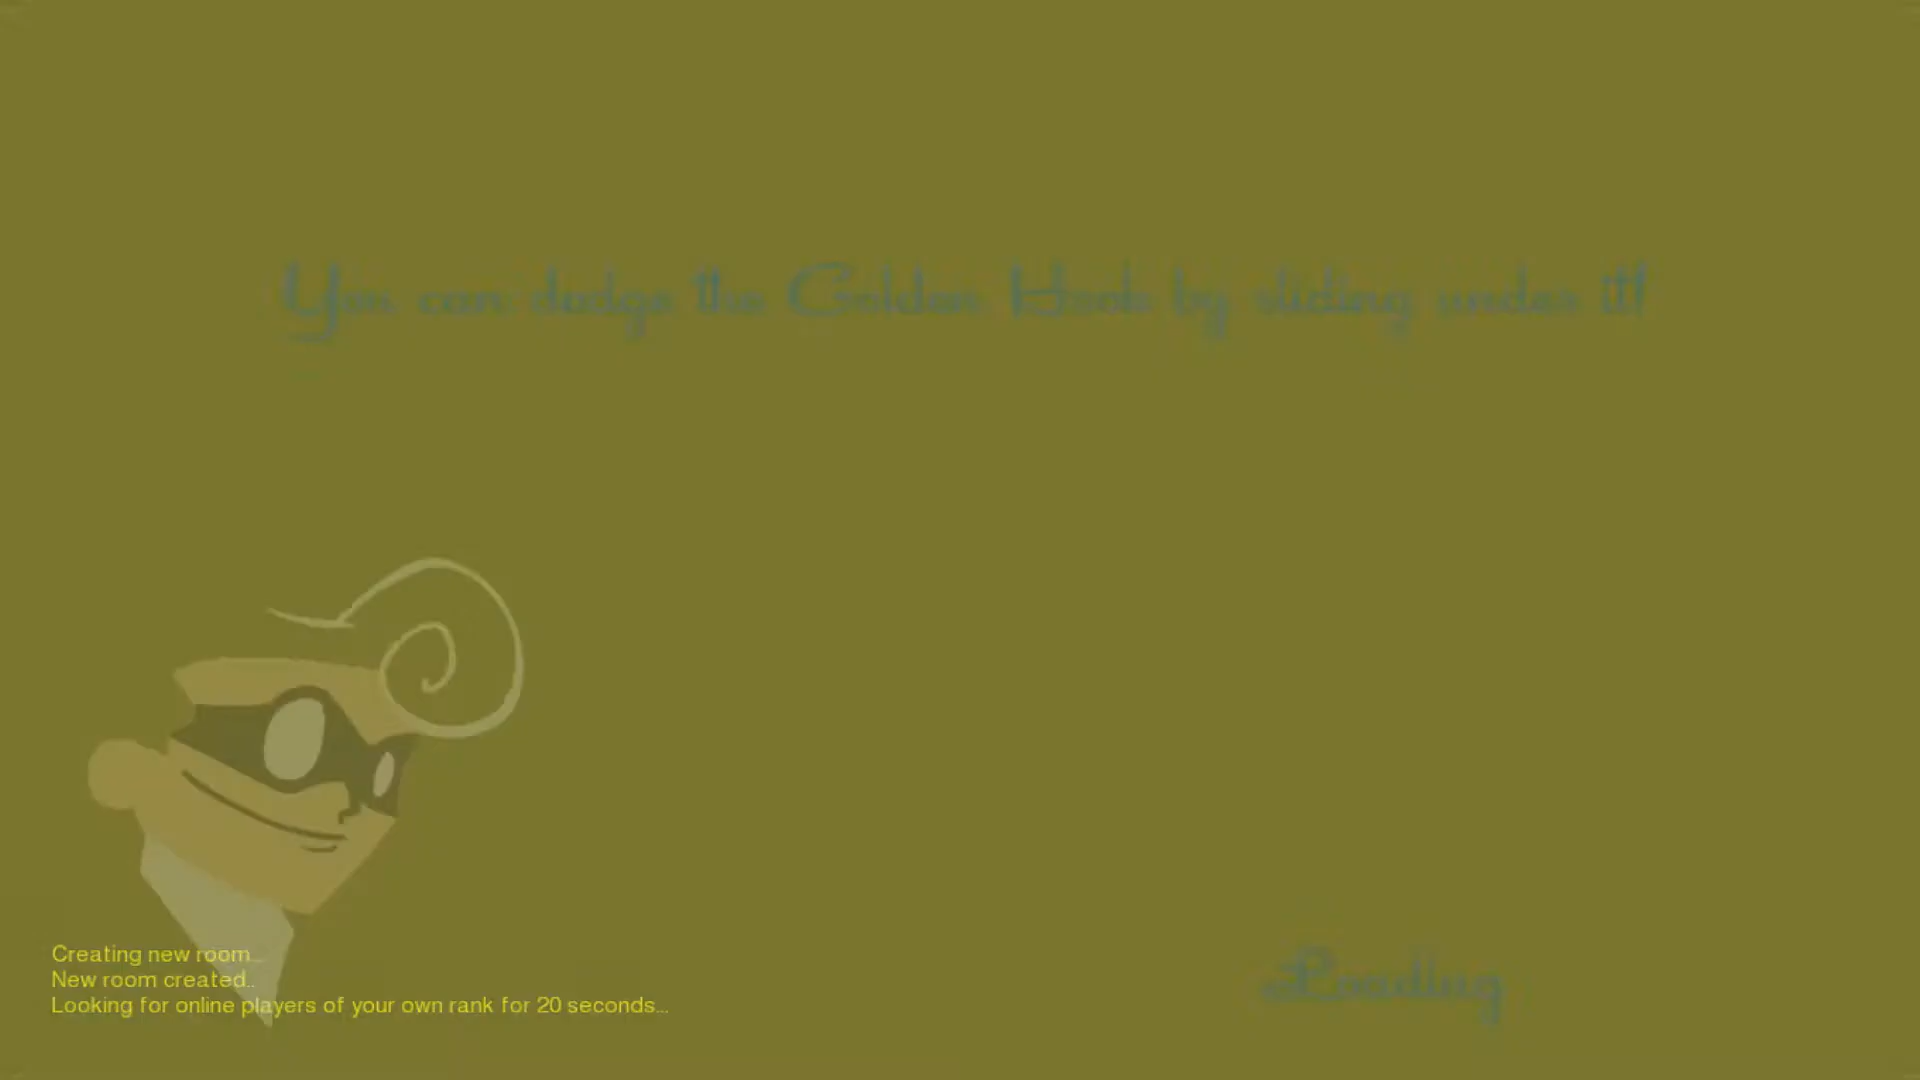 You can dodge the Golden Hook by sliding under it!
Creating new room...
New room created..
Looking for online players of your own rank for 20 seconds...
Loading